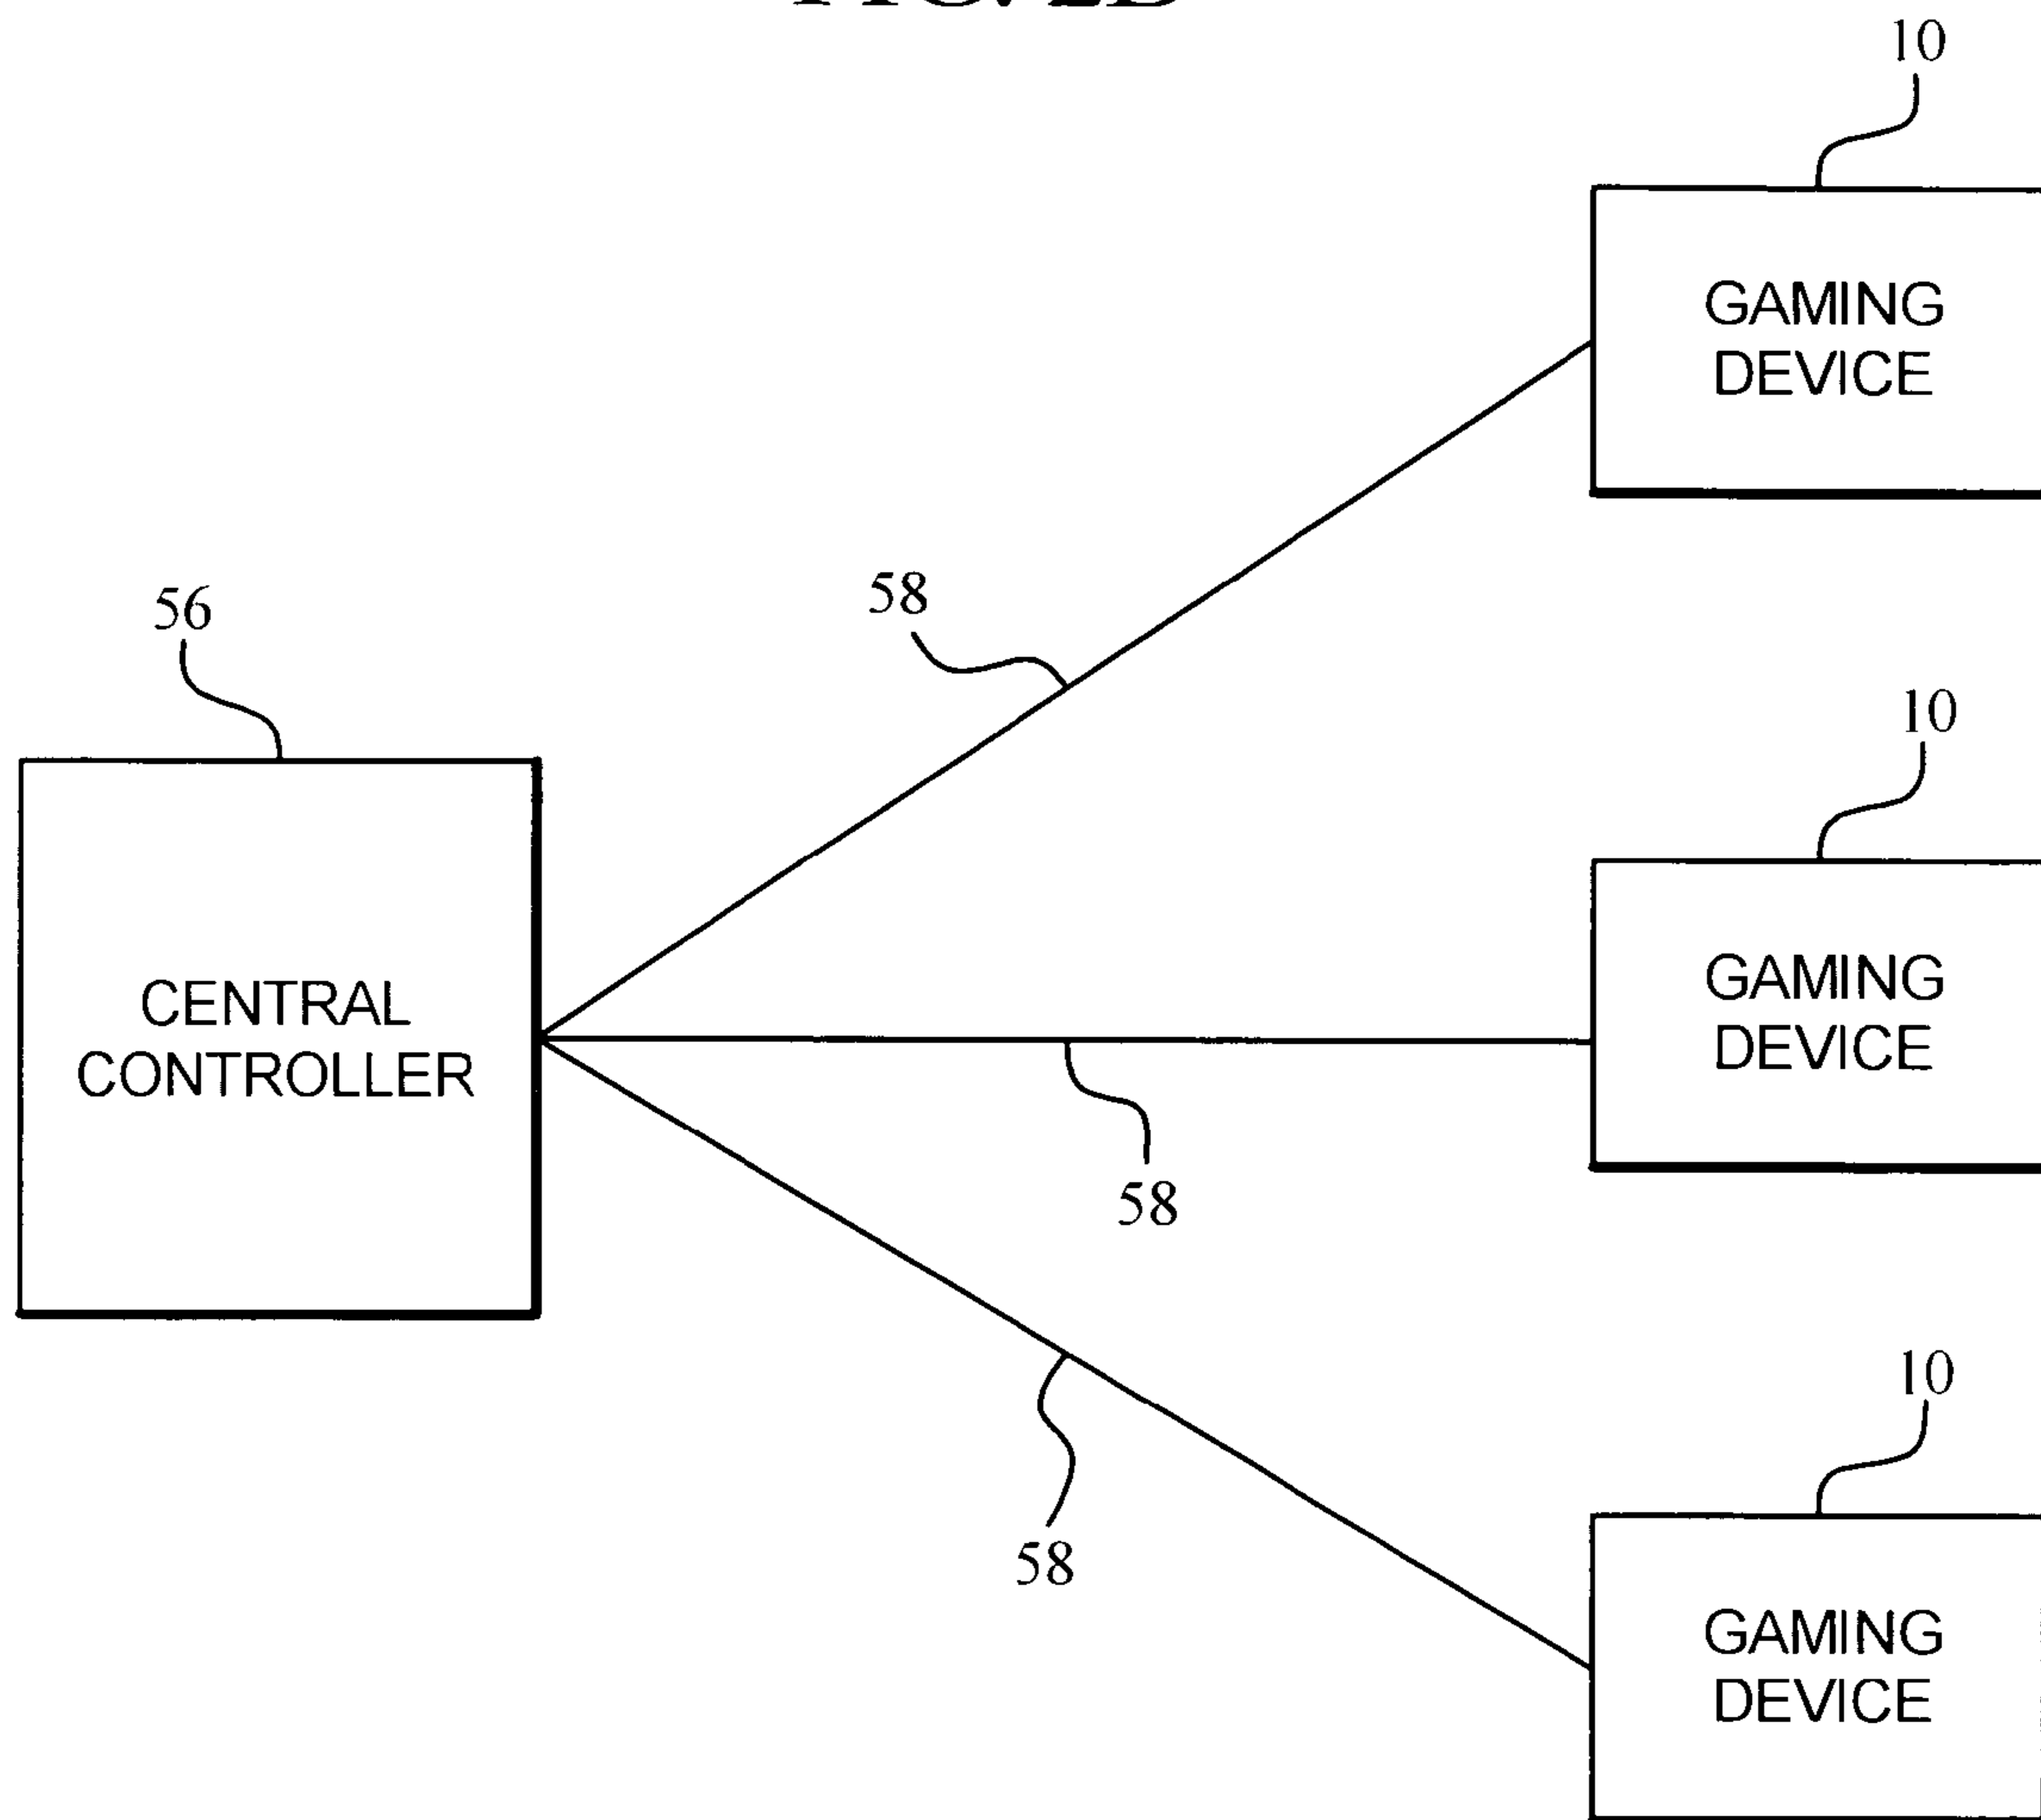 10
GAMING
DEVICE
58
56
10
GAMING
DEVICE
CENTRAL
CONTROLLER
58
10
58
GAMING
DEVICE